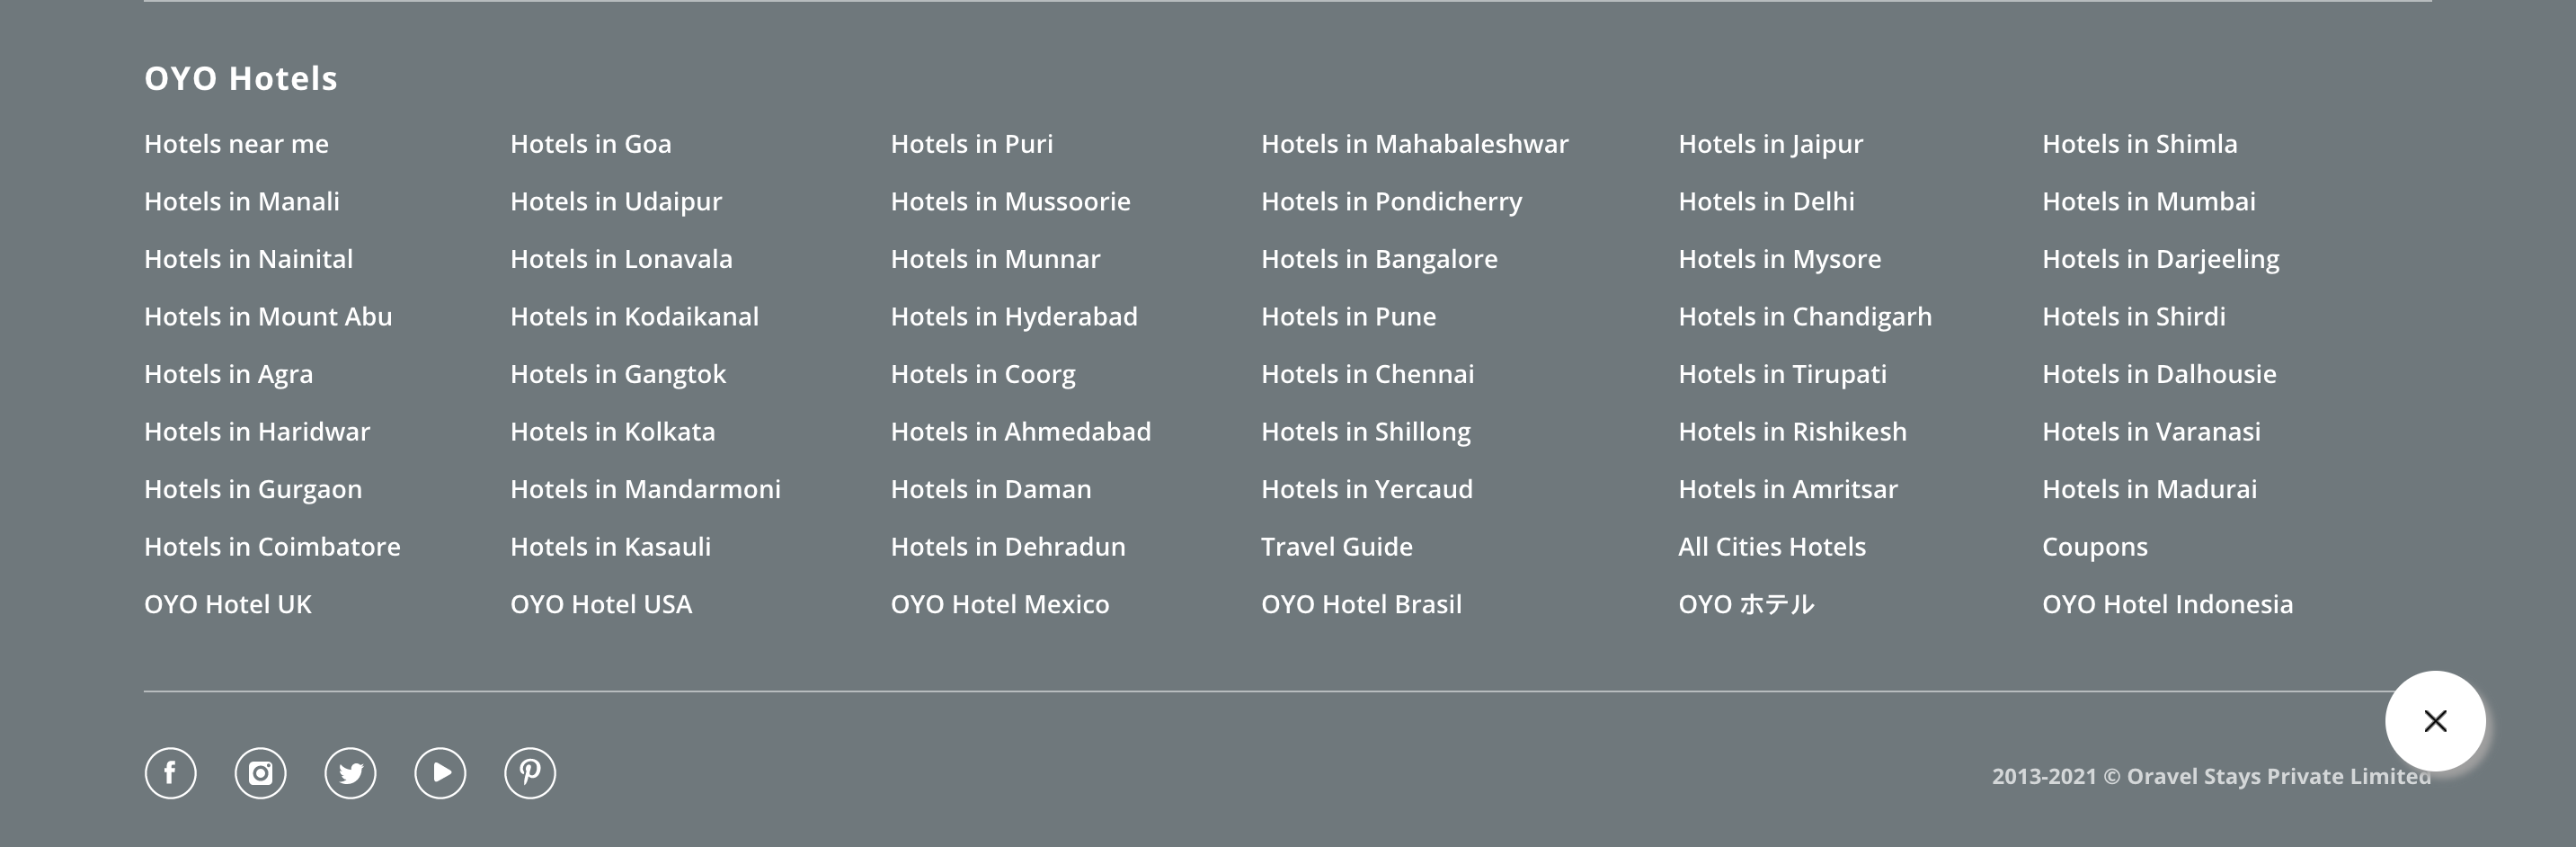 OYO Hotels
Hotels near me Hotels in Goa Hotels in Puri Hotels in Mahabaleshwar Hotels in Jaipur Hotels in Shimla
Hotels in Manali Hotels in Udaipur Hotels in Mussoorie Hotels in Pondicherry Hotels in Delhi Hotels in Mumbai
Hotels in Nainital Hotels in Lonavala Hotels in Munnar Hotels in Bangalore Hotels in Mysore Hotels in Darjeeling
Hotels in Mount Abu Hotels in Kodaikanal Hotels in Hyderabad Hotels in Pune Hotels in Chandigarh Hotels in Shirdi
Hotels in Agra Hotels in Gangtok Hotels in Coorg Hotels in Chennai Hotels in Tirupati Hotels in Dalhousie
Hotels in Haridwar Hotels in Kolkata Hotels in Ahmedabad Hotels in Shillong Hotels in Rishikesh Hotels in Varanasi
Hotels in Gurgaon Hotels in Mandarmoni Hotels in Daman Hotels in Yercaud Hotels in Amritsar Hotels in Madurai
Hotels in Coimbatore Hotels in Kasauli Hotels in Dehradun Travel Guide All Cities Hotels Coupons
OYO Hotel UK OYO Hotel USA OYO Hotel Mexico OYO Hotel Brasil OYO ホテル OYO Hotel Indonesia
2013-2021 © Oravel Stays Private Limited